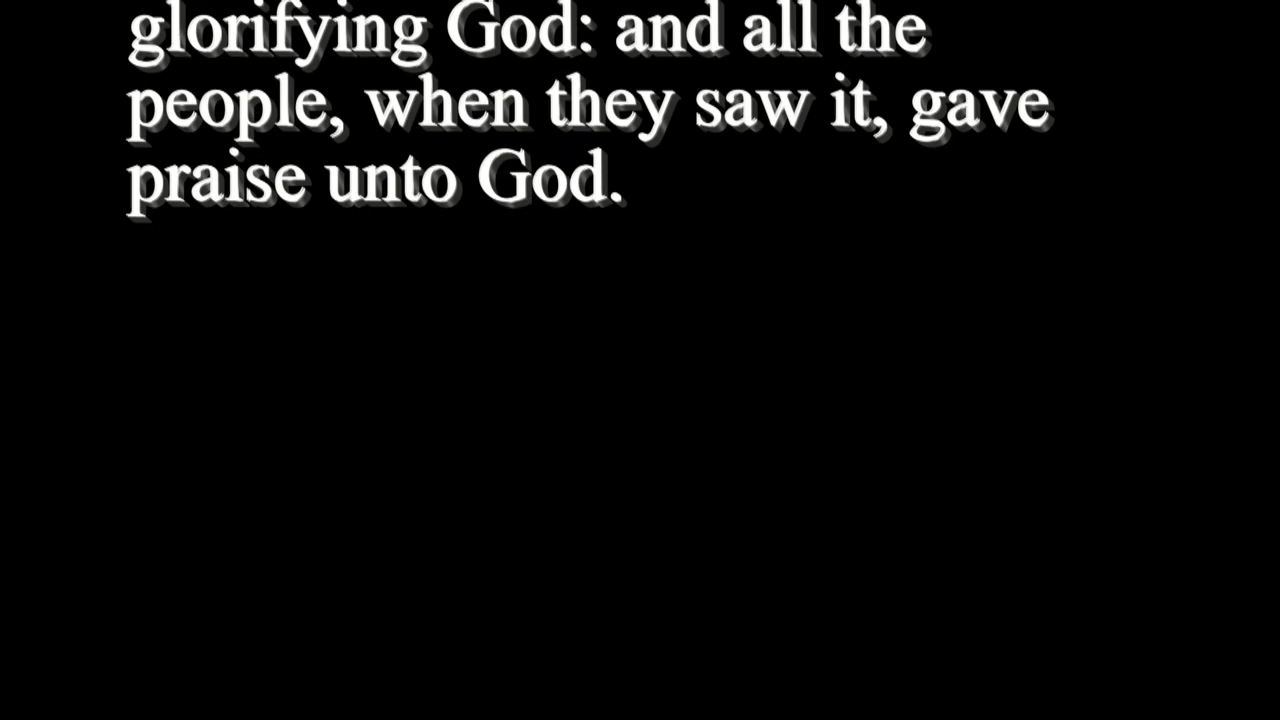 glorifying God: and all the
people, when they saw it, gave
praise unto God.